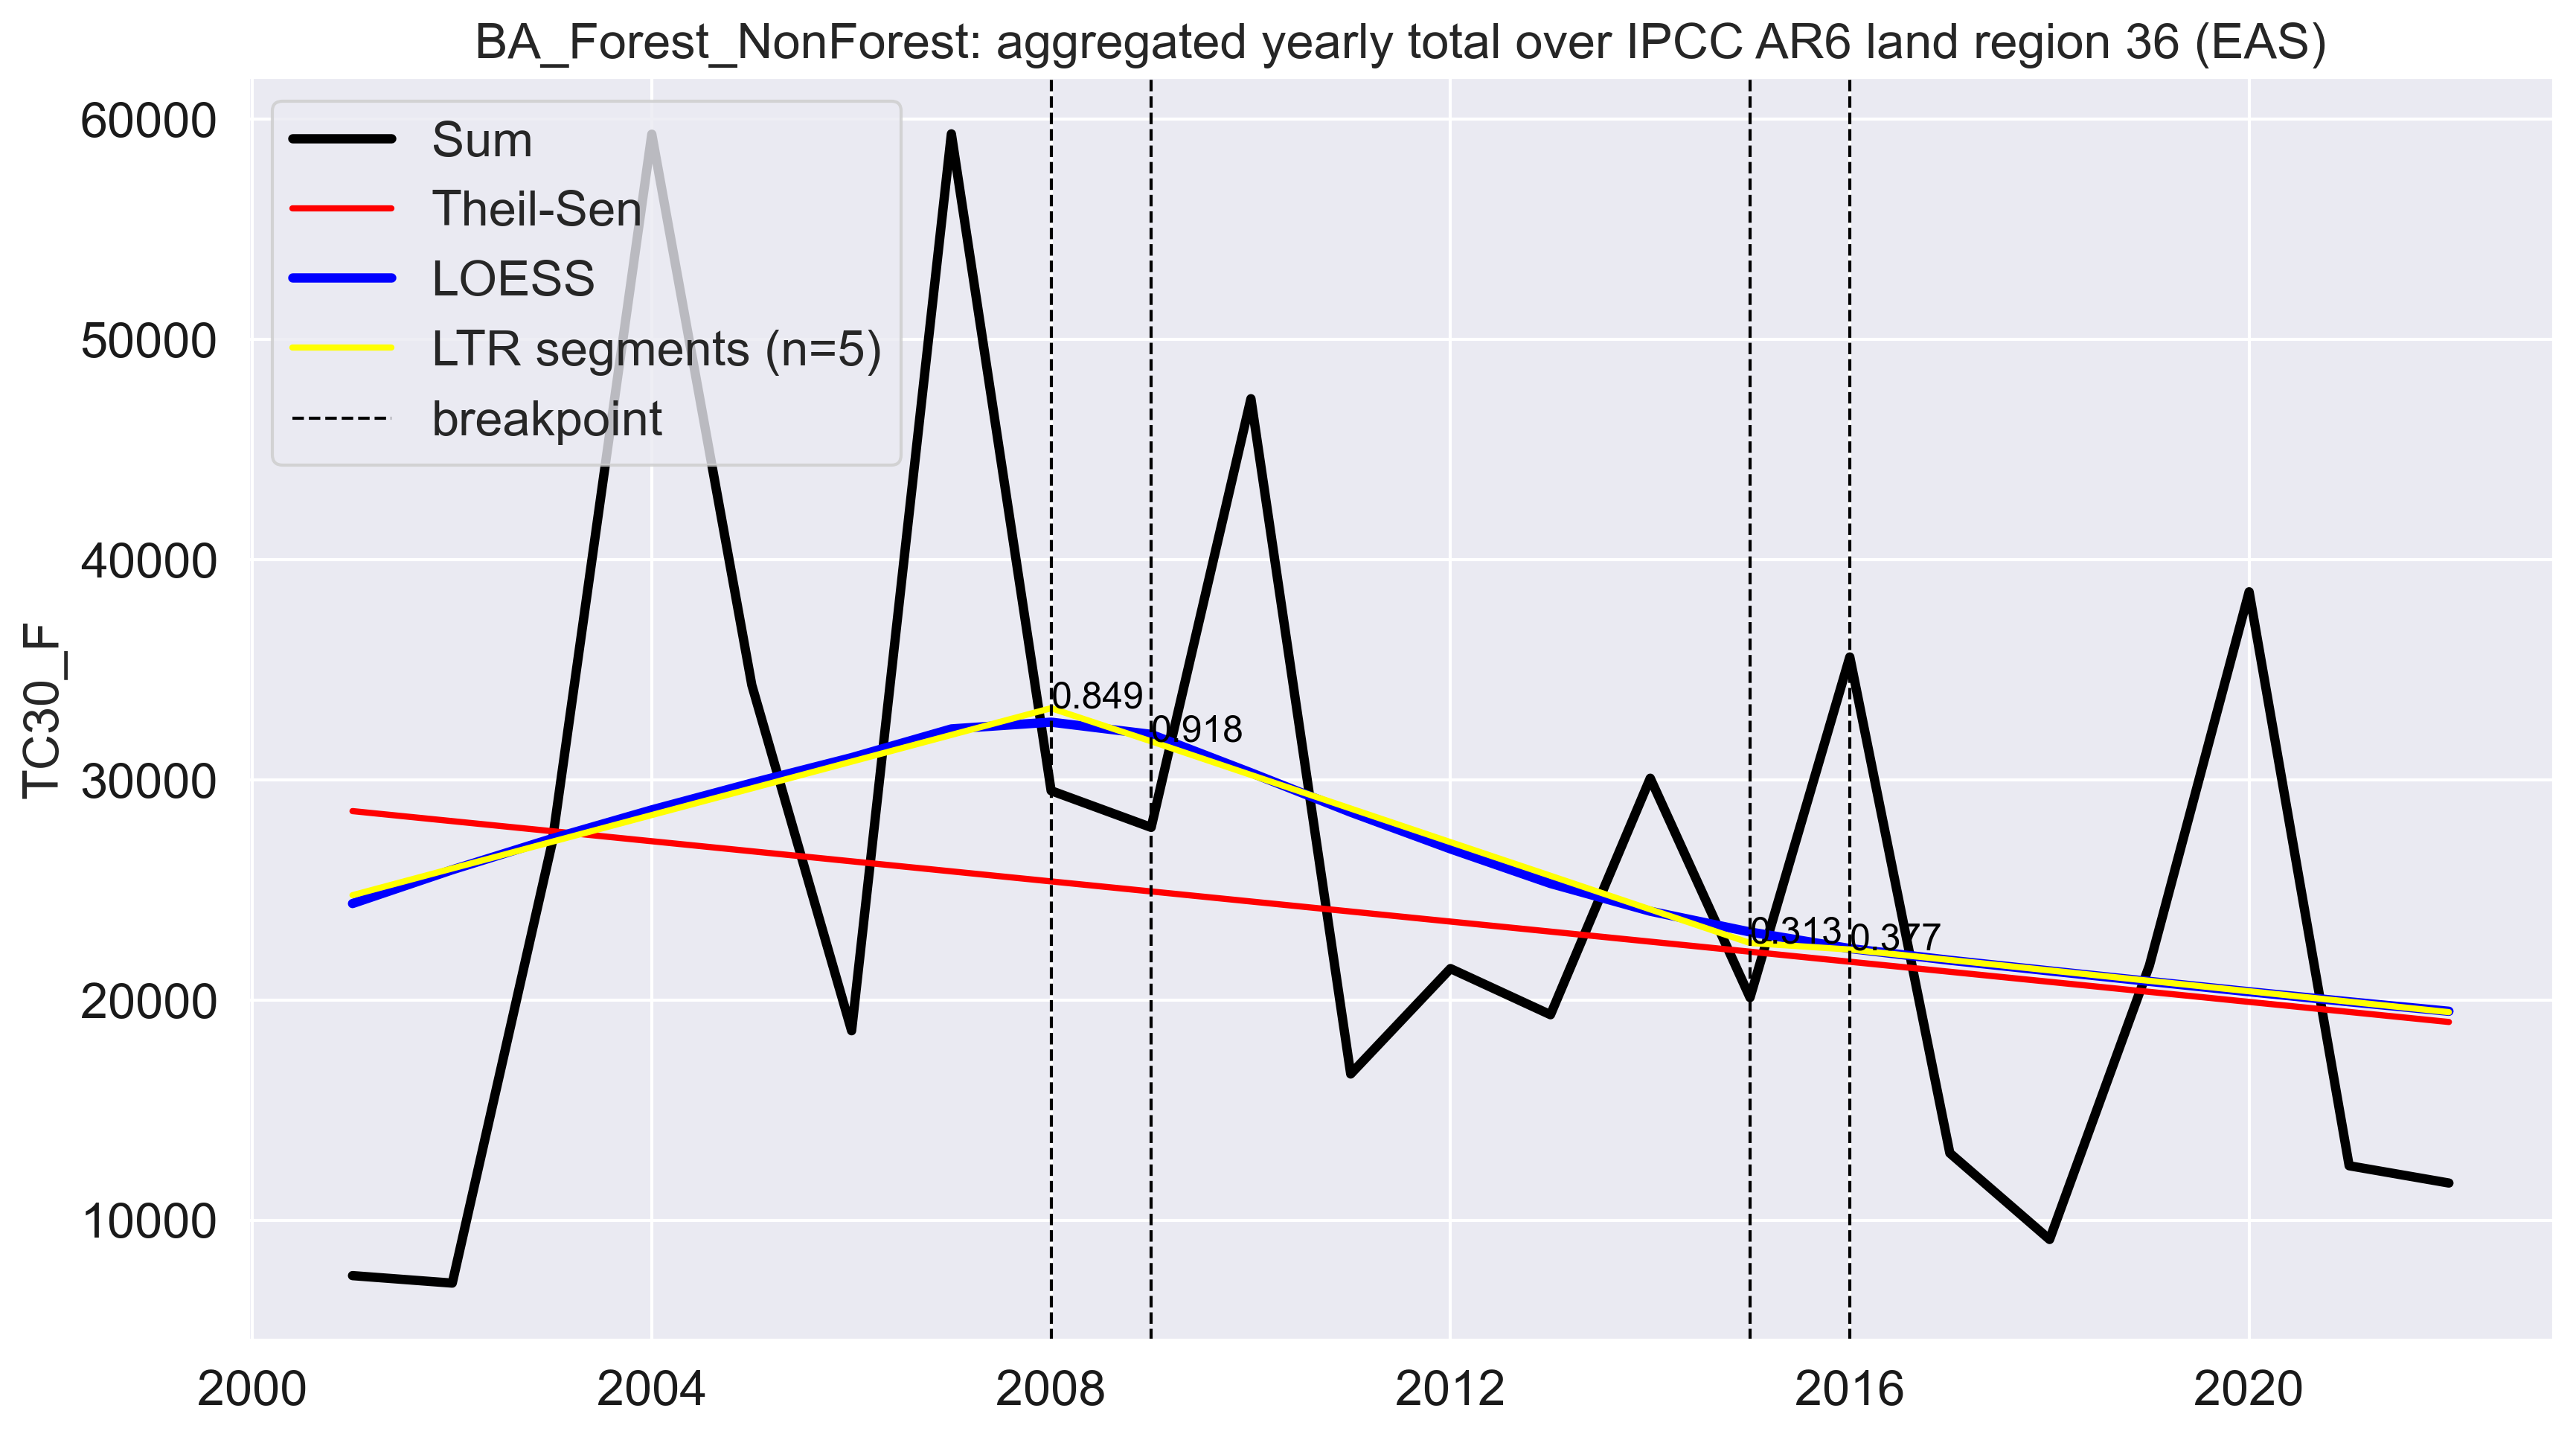 BA_Forest_NonForest: aggregated yearly total over IPCC AR6 land region 36 (EAS)
60000
50000
40000
30000
20000
10000
TC30_F
Sum
Theil-Sen
LOESS
LTR segments (n=5)
breakpoint
0.849
0.918
0.313
0.377
2000
2004
2008
2012
2016
2020